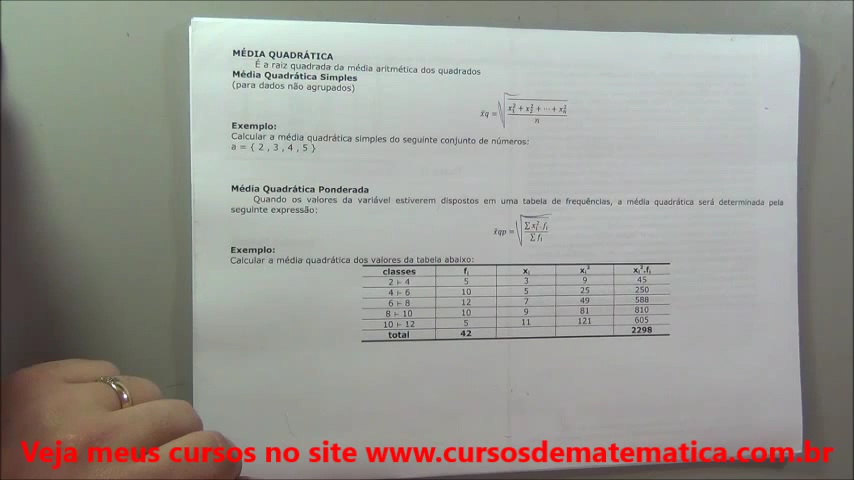 MÉDIA QUADRÁTICA
É a raiz quadrada da média aritmética dos quadrados
Média Quadrática Simples
(para dados não agrupados)
x̄q = √((x₁² + x₂² + ⋯ + xₙ²)/n)
Exemplo:
Calcular a média quadrática simples do seguinte conjunto de números:
a = { 2 , 3 , 4 , 5 }
Média Quadrática Ponderada
Quando os valores da variável estiverem dispostos em uma tabela de frequências, a média quadrática será determinada pela
seguinte expressão:
x̄qp = √(∑ xᵢ².fᵢ / ∑ fᵢ)
Exemplo:
Calcular a média quadrática dos valores da tabela abaixo:
classes fᵢ xᵢ xᵢ² xᵢ².fᵢ
2 ⊢ 4 5 3 9 45
4 ⊢ 6 10 5 25 250
6 ⊢ 8 12 7 49 588
8 ⊢ 10 10 9 81 810
10 ⊢ 12 5 11 121 605
total 42 2298
Veja meus cursos no site www.cursosdematematica.com.br